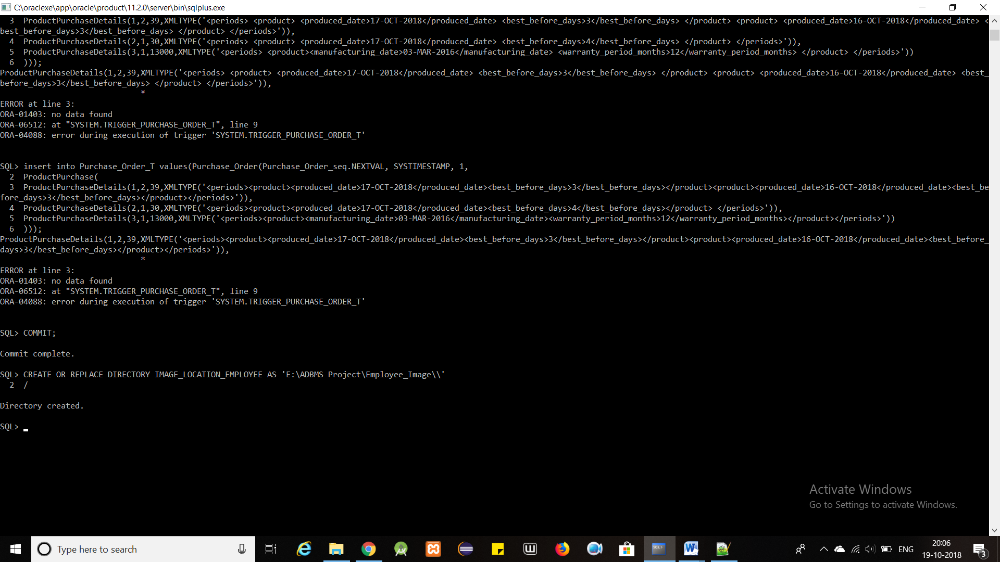 C:\oraclexe\app\oracle\product\11.2.0\server\bin\sqlplus.exe
  3  ProductPurchaseDetails(1,2,39,XMLTYPE('<periods> <product> <produced_date>17-OCT-2018</produced_date> <best_before_days>3</best_before_days> </product> <product> <produced_date>16-OCT-2018</produced_date> <
best_before_days>3</best_before_days> </product> </periods>')),
  4  ProductPurchaseDetails(2,1,30,XMLTYPE('<periods> <product> <produced_date>17-OCT-2018</produced_date> <best_before_days>4</best_before_days> </product> </periods>')),
  5  ProductPurchaseDetails(3,1,13000,XMLTYPE('<periods> <product><manufacturing_date>03-MAR-2016</manufacturing_date> <warranty_period_months>12</warranty_period_months> </product> </periods>'))
  6  )));
ProductPurchaseDetails(1,2,39,XMLTYPE('<periods> <product> <produced_date>17-OCT-2018</produced_date> <best_before_days>3</best_before_days> </product> <product> <produced_date>16-OCT-2018</produced_date> <best_
before_days>3</best_before_days> </product> </periods>')),
                              *
ERROR at line 3:
ORA-01403: no data found
ORA-06512: at "SYSTEM.TRIGGER_PURCHASE_ORDER_T", line 9
ORA-04088: error during execution of trigger 'SYSTEM.TRIGGER_PURCHASE_ORDER_T'
SQL> insert into Purchase_Order_T values(Purchase_Order(Purchase_Order_seq.NEXTVAL, SYSTIMESTAMP, 1,
  2  ProductPurchase(
  3  ProductPurchaseDetails(1,2,39,XMLTYPE('<periods><product><produced_date>17-OCT-2018</produced_date><best_before_days>3</best_before_days></product><product><produced_date>16-OCT-2018</produced_date><best_be
fore_days>3</best_before_days></product></periods>')),
  4  ProductPurchaseDetails(2,1,30,XMLTYPE('<periods><product><produced_date>17-OCT-2018</produced_date><best_before_days>4</best_before_days></product> </periods>')),
  5  ProductPurchaseDetails(3,1,13000,XMLTYPE('<periods><product><manufacturing_date>03-MAR-2016</manufacturing_date><warranty_period_months>12</warranty_period_months></product></periods>'))
  6  )));
ProductPurchaseDetails(1,2,39,XMLTYPE('<periods><product><produced_date>17-OCT-2018</produced_date><best_before_days>3</best_before_days></product><product><produced_date>16-OCT-2018</produced_date><best_before_
days>3</best_before_days></product></periods>')),
                              *
ERROR at line 3:
ORA-01403: no data found
ORA-06512: at "SYSTEM.TRIGGER_PURCHASE_ORDER_T", line 9
ORA-04088: error during execution of trigger 'SYSTEM.TRIGGER_PURCHASE_ORDER_T'
SQL> COMMIT;
Commit complete.
SQL> CREATE OR REPLACE DIRECTORY IMAGE_LOCATION_EMPLOYEE AS 'E:\ADBMS Project\Employee_Image\\'
  2  /
Directory created.
SQL> _
Activate Windows
Go to Settings to activate Windows.
Type here to search
ENG
20:06
19-10-2018
3